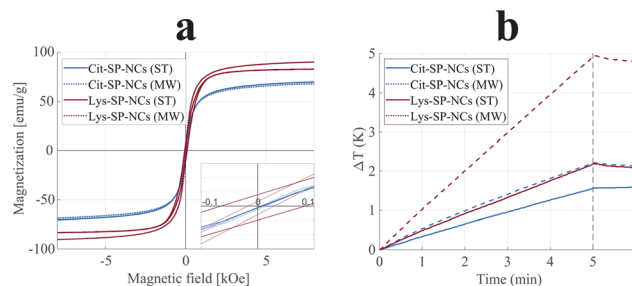 a
b
100
50
0
-50
-100
Magnetization [emu/g]
Cit-SP-NCs (ST)
Cit-SP-NCs (MW)
Lys-SP-NCs (ST)
Lys-SP-NCs (MW)
-0.1
0
0.1
-5
0
5
Magnetic field [kOe]
5
4
3
2
1
0
ΔT (K)
Cit-SP-NCs (ST)
Cit-SP-NCs (MW)
Lys-SP-NCs (ST)
Lys-SP-NCs (MW)
0
1
2
3
4
5
6
Time (min)